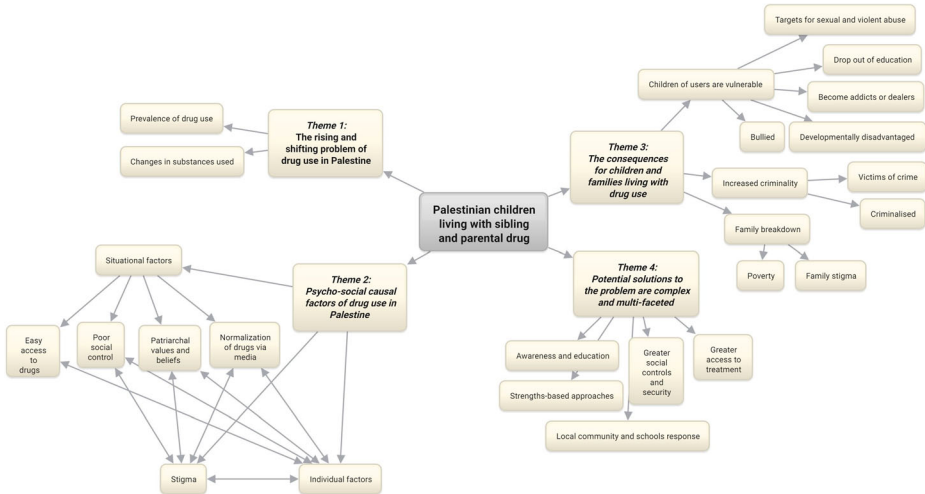 Palestinian children
living with sibling
and parental drug
Theme 1:
The rising and
shifting problem of
drug use in Palestine
Prevalence of drug use
Changes in substances used
Theme 2:
Psycho-social causal
factors of drug use in
Palestine
Situational factors
Easy
access
to
drugs
Poor
social
control
Patriarchal
values and
beliefs
Normalization
of drugs via
media
Stigma
Individual factors
Theme 3:
The consequences
for children and
families living with
drug use
Children of users are vulnerable
Targets for sexual and violent abuse
Drop out of education
Become addicts or dealers
Developmentally disadvantaged
Bullied
Increased criminality
Victims of crime
Criminalised
Family breakdown
Poverty
Family stigma
Theme 4:
Potential solutions to
the problem are complex
and multi-faceted
Awareness and education
Strengths-based approaches
Local community and schools response
Greater
social
controls
and
security
Greater
access to
treatment